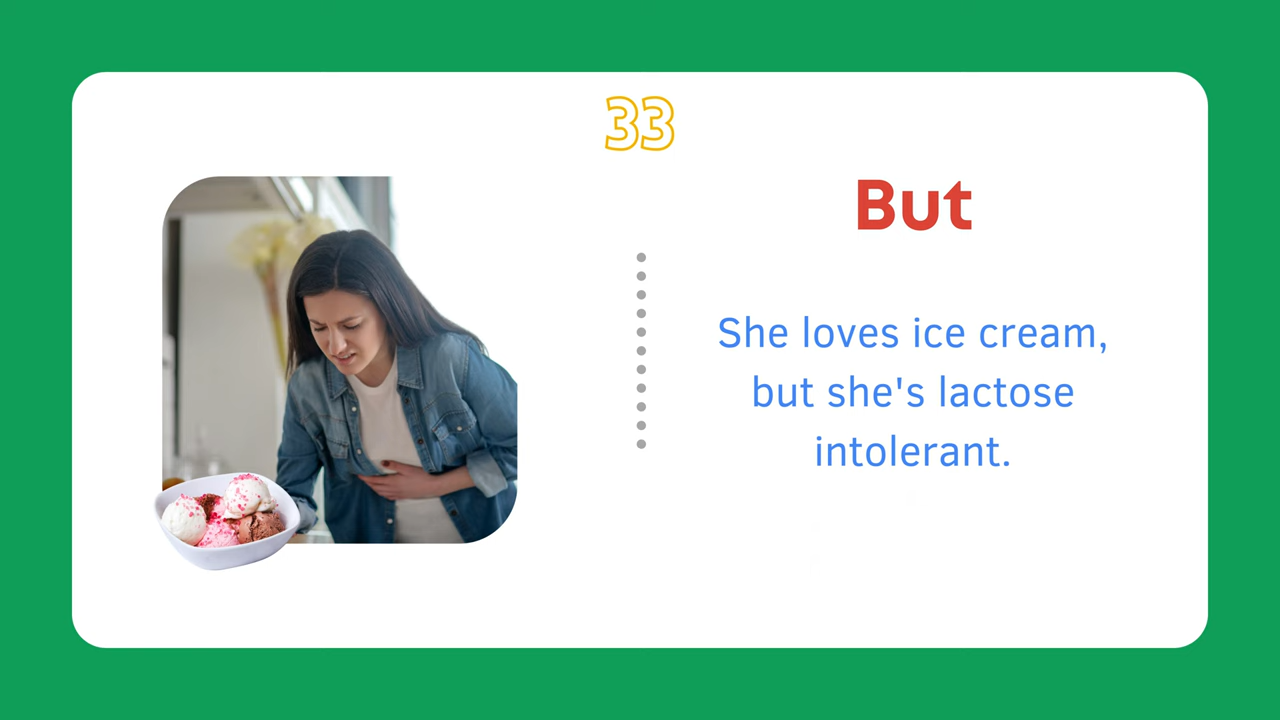 33
But
She loves ice cream,
but she's lactose
intolerant.